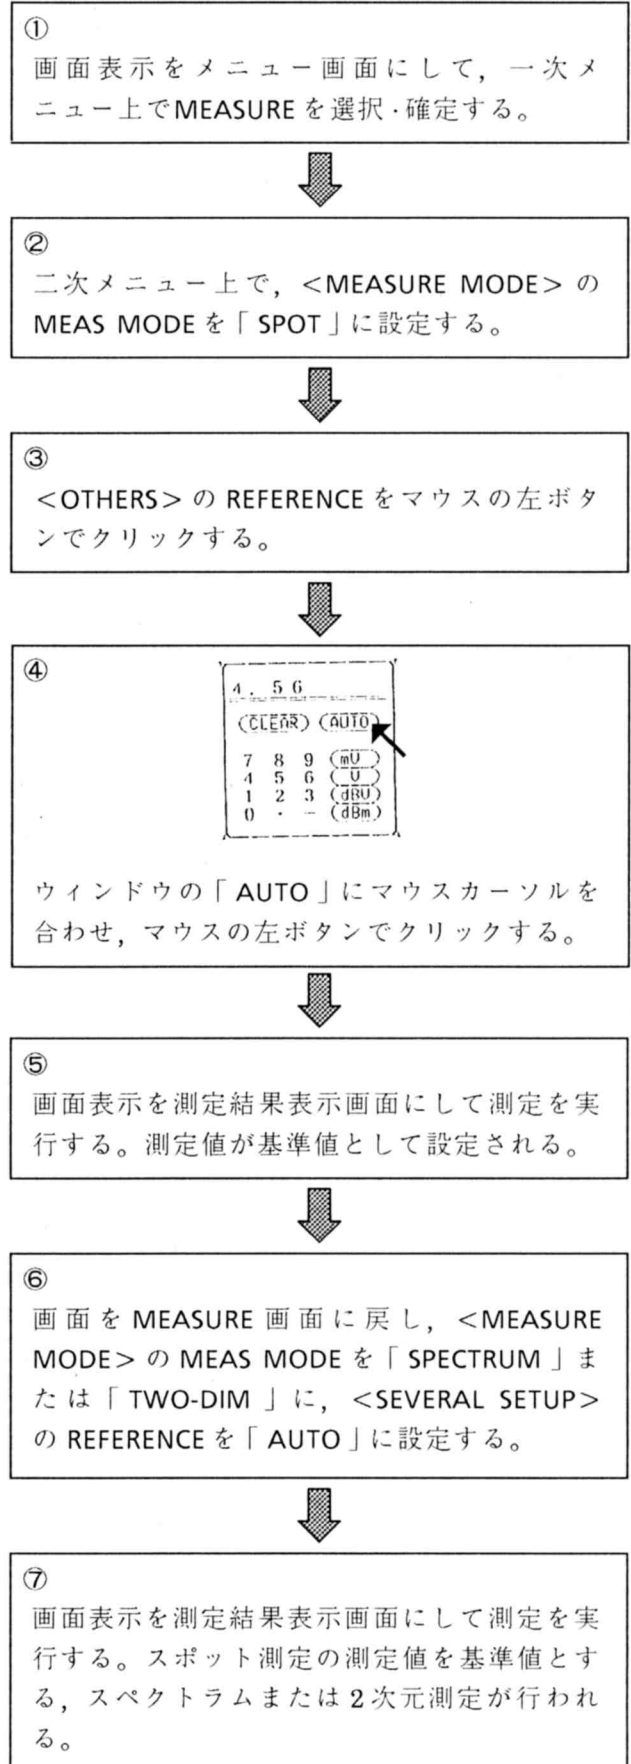 ①
画面表示をメニュー画面にして，一次メ
ニュー上でMEASUREを選択·確定する。
②
二次メニュー上で，<MEASURE MODE>の
MEAS MODEを「SPOT」に設定する。
③
<OTHERS>のREFERENCEをマウスの左ボタ
ンでクリックする。
④
4.56
(CLEAR) (AUTO)
7 8 9 (mV)
4 5 6 (V)
1 2 3 (dBV)
0 · − (dBm)
ウィンドウの「AUTO」にマウスカーソルを
合わせ，マウスの左ボタンでクリックする。
⑤
画面表示を測定結果表示画面にして測定を実
行する。測定値が基準値として設定される。
⑥
画面をMEASURE画面に戻し，<MEASURE
MODE>のMEAS MODEを「SPECTRUM」ま
たは「TWO-DIM」に，<SEVERAL SETUP>
のREFERENCEを「AUTO」に設定する。
⑦
画面表示を測定結果表示画面にして測定を実
行する。スポット測定の測定値を基準値とす
る，スペクトラムまたは2次元測定が行われ
る。